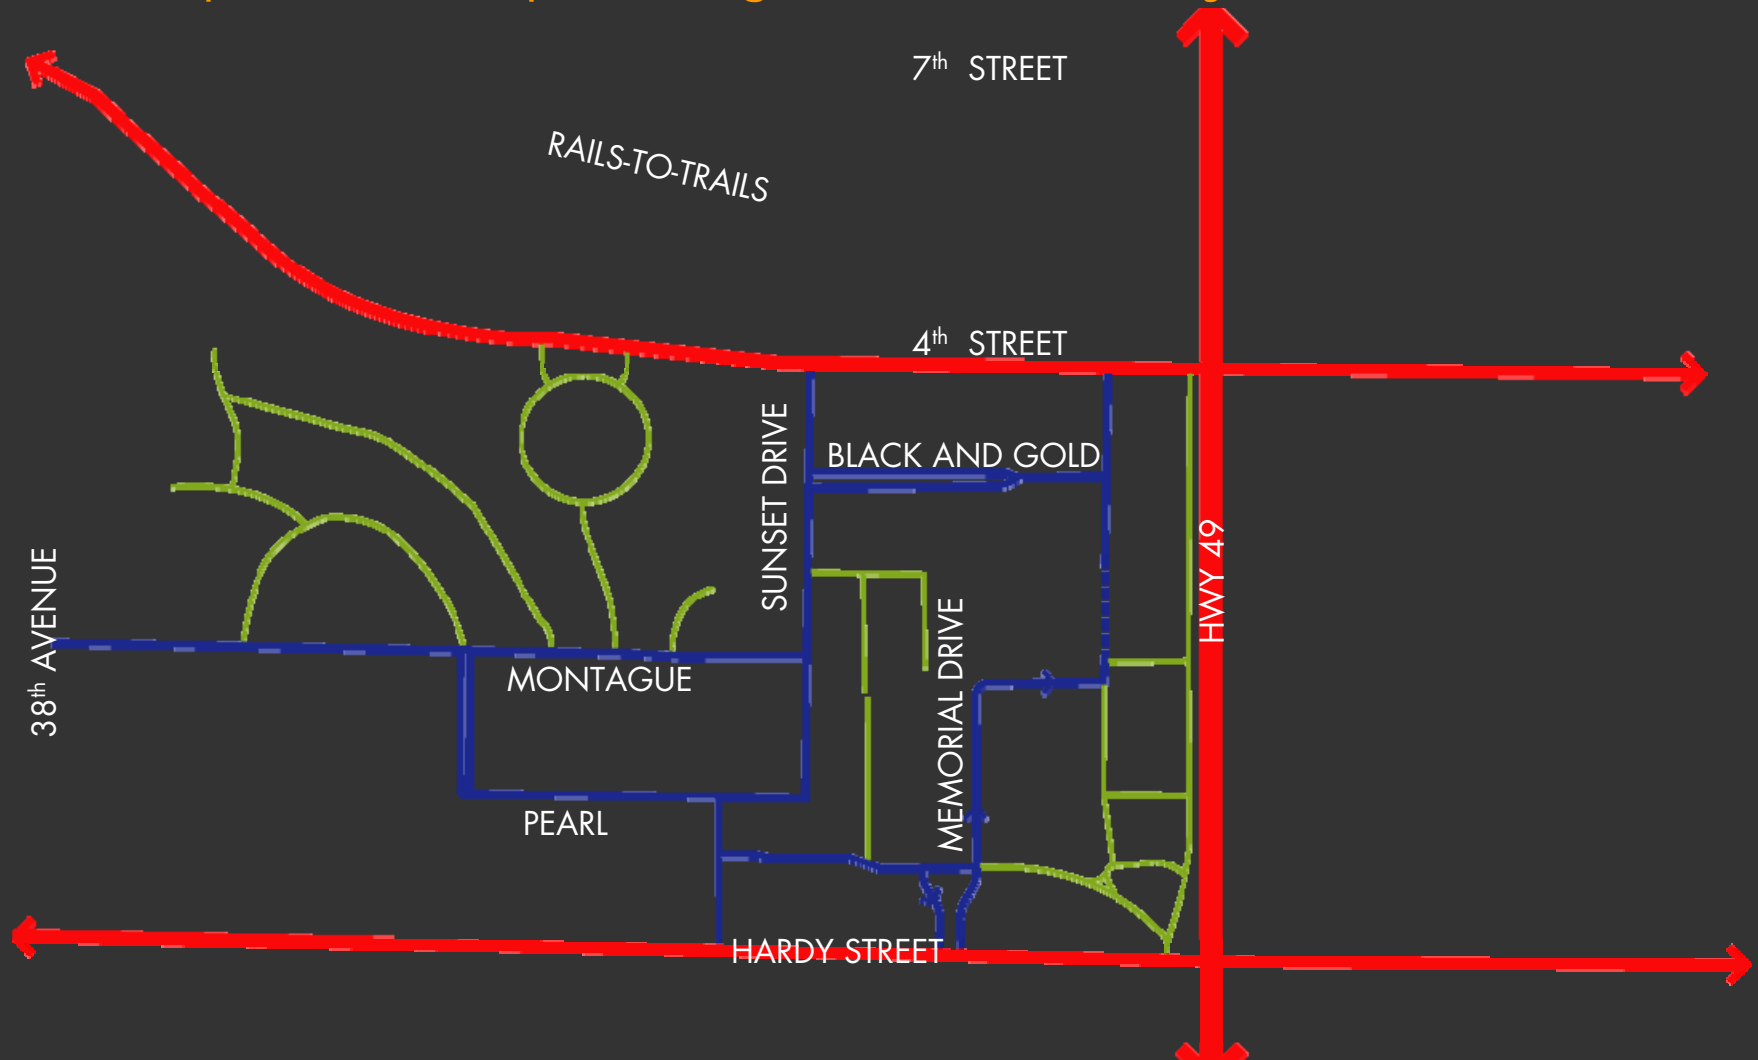 7th STREET
RAILS-TO-TRAILS
4th STREET
SUNSET DRIVE
BLACK AND GOLD
HWY 49
38th AVENUE
MONTAGUE
MEMORIAL DRIVE
PEARL
HARDY STREET